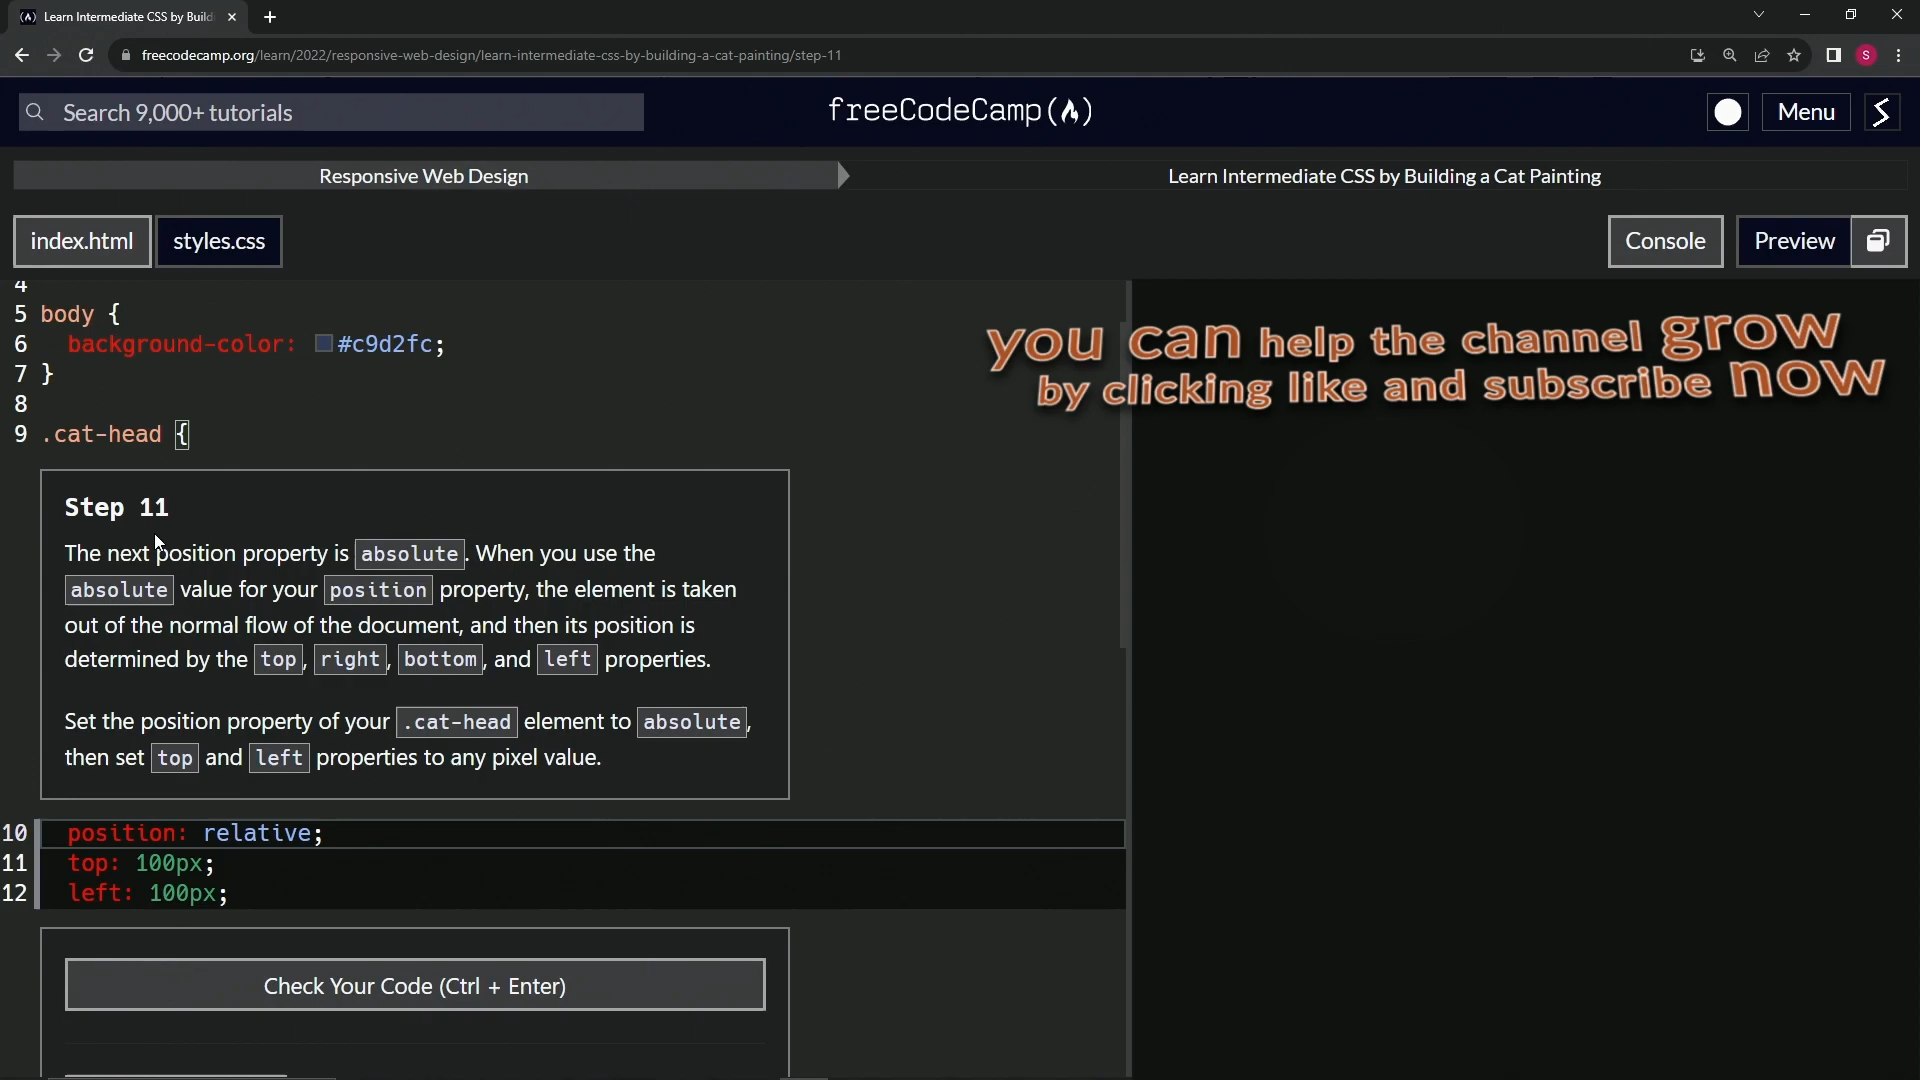 Learn Intermediate CSS by Buildi
freecodecamp.org/learn/2022/responsive-web-design/learn-intermediate-css-by-building-a-cat-painting/step-11
S
Search 9,000+ tutorials
freeCodeCamp
Menu
Responsive Web Design
Learn Intermediate CSS by Building a Cat Painting
index.html
styles.css
Console
Preview
4
5 body {
6 background-color: #c9d2fc;
7 }
8
9 .cat-head {
you can help the channel grow
by clicking like and subscribe now
Step 11
The next position property is absolute. When you use the
absolute value for your position property, the element is taken
out of the normal flow of the document, and then its position is
determined by the top, right, bottom, and left properties.
Set the position property of your .cat-head element to absolute,
then set top and left properties to any pixel value.
10 position: relative;
11 top: 100px;
12 left: 100px;
Check Your Code (Ctrl + Enter)